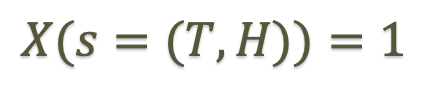 X(s = (T, H)) = 1